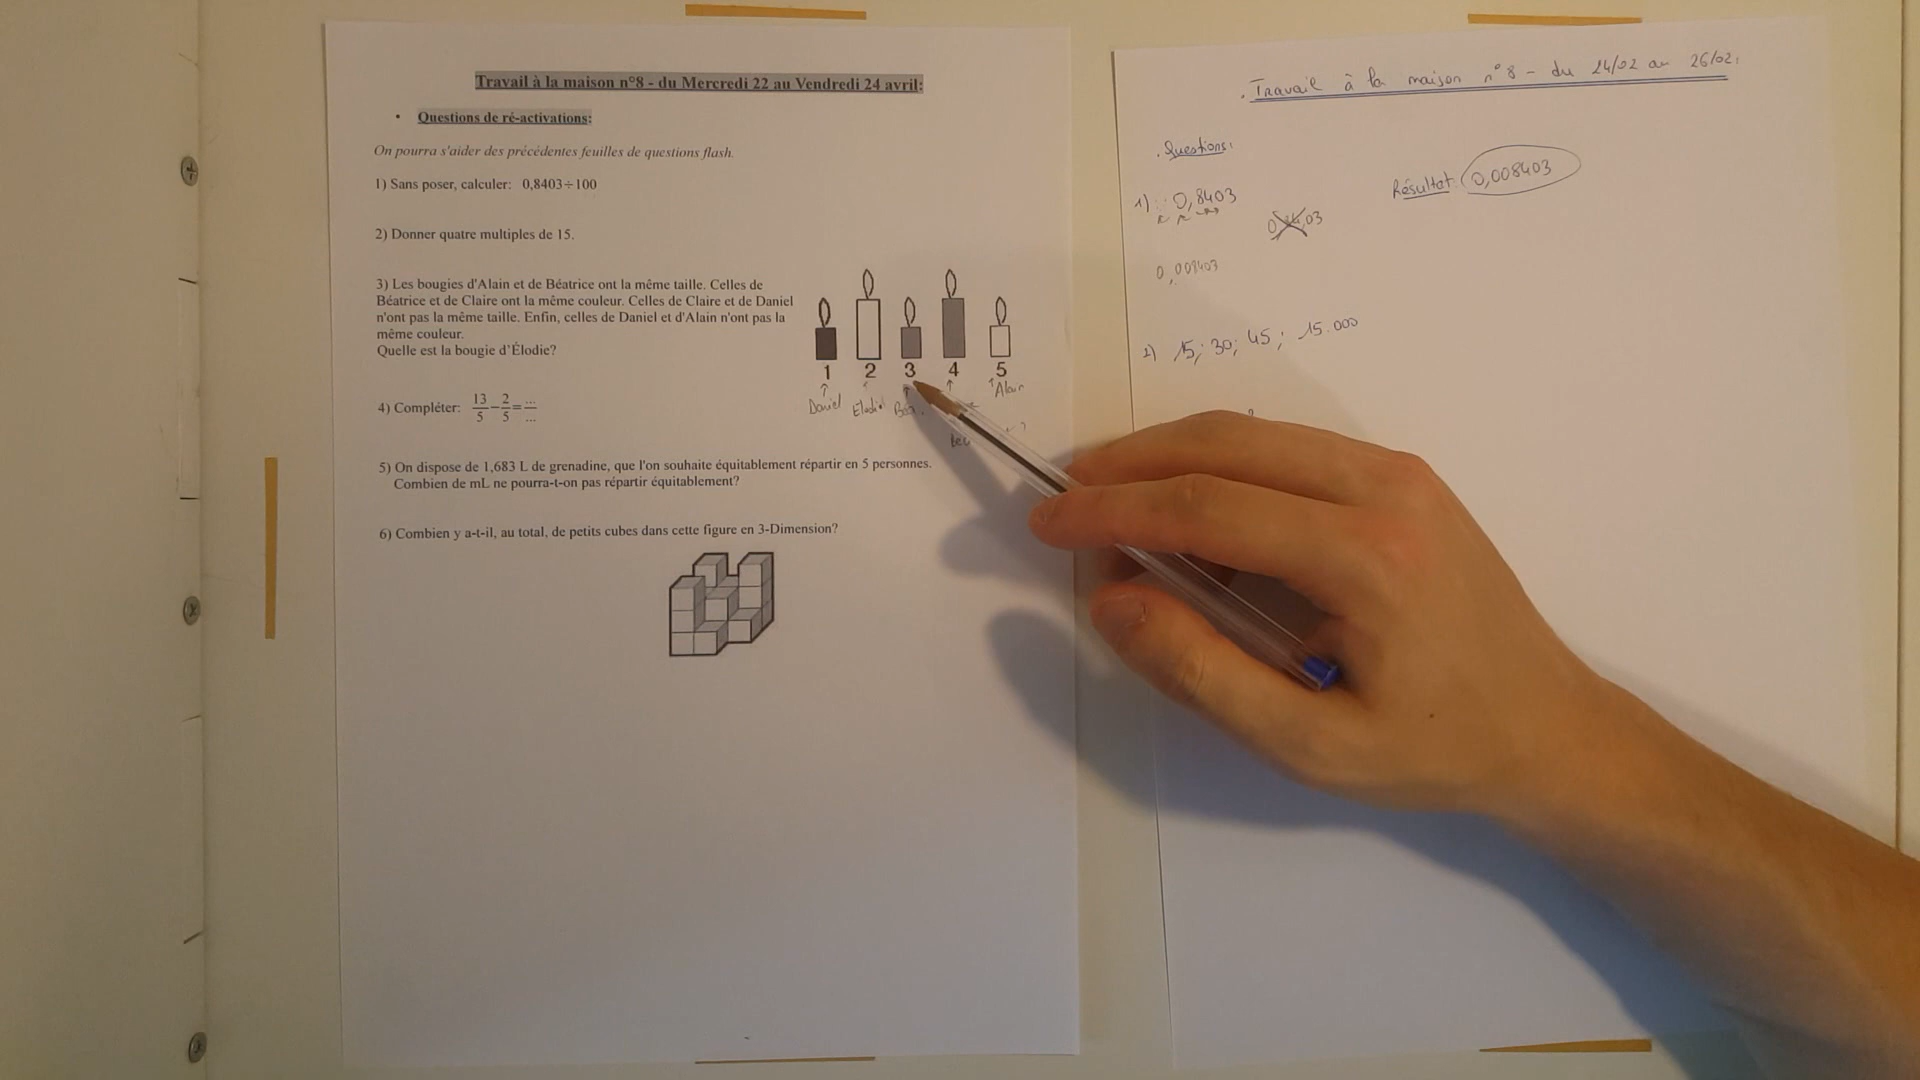 Travail à la maison n°8 - du Mercredi 22 au Vendredi 24 avril:
• Questions de ré-activations:
On pourra s'aider des précédentes feuilles de questions flash.
1) Sans poser, calculer: 0,8403÷100
2) Donner quatre multiples de 15.
3) Les bougies d'Alain et de Béatrice ont la même taille. Celles de
Béatrice et de Claire ont la même couleur. Celles de Claire et de Daniel
n'ont pas la même taille. Enfin, celles de Daniel et d'Alain n'ont pas la
même couleur.
Quelle est la bougie d'Élodie?
1 2 3 4 5
Daniel Elodie Béa. Alain
4) Compléter: 13/5 − 2/5 = .../...
5) On dispose de 1,683 L de grenadine, que l'on souhaite équitablement répartir en 5 personnes.
Combien de mL ne pourra-t-on pas répartir équitablement?
6) Combien y a-t-il, au total, de petits cubes dans cette figure en 3-Dimension?
. Travail à la maison n°8 - du 24/02 au 26/02.
. Questions:
1) 0,8403
Résultat 0,008403
0,008403
2) 15; 30; 45; 15.000